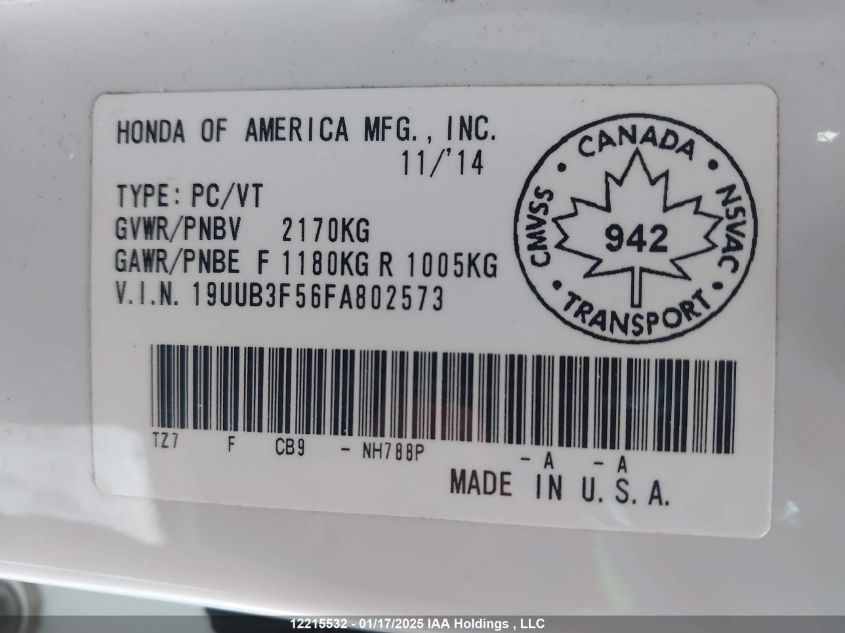 HONDA OF AMERICA MFG., INC.
11/'14
TYPE: PC/VT
GVWR/PNBV 2170KG
GAWR/PNBE F 1180KG R 1005KG
V.I.N. 19UUB3F56FA802573
CANADA
CMVSS
942
NSVAC
TRANSPORT
TZ7 F CB9 - NH788P - A - A
MADE IN U.S.A.
12215532 - 01/17/2025 IAA Holdings , LLC